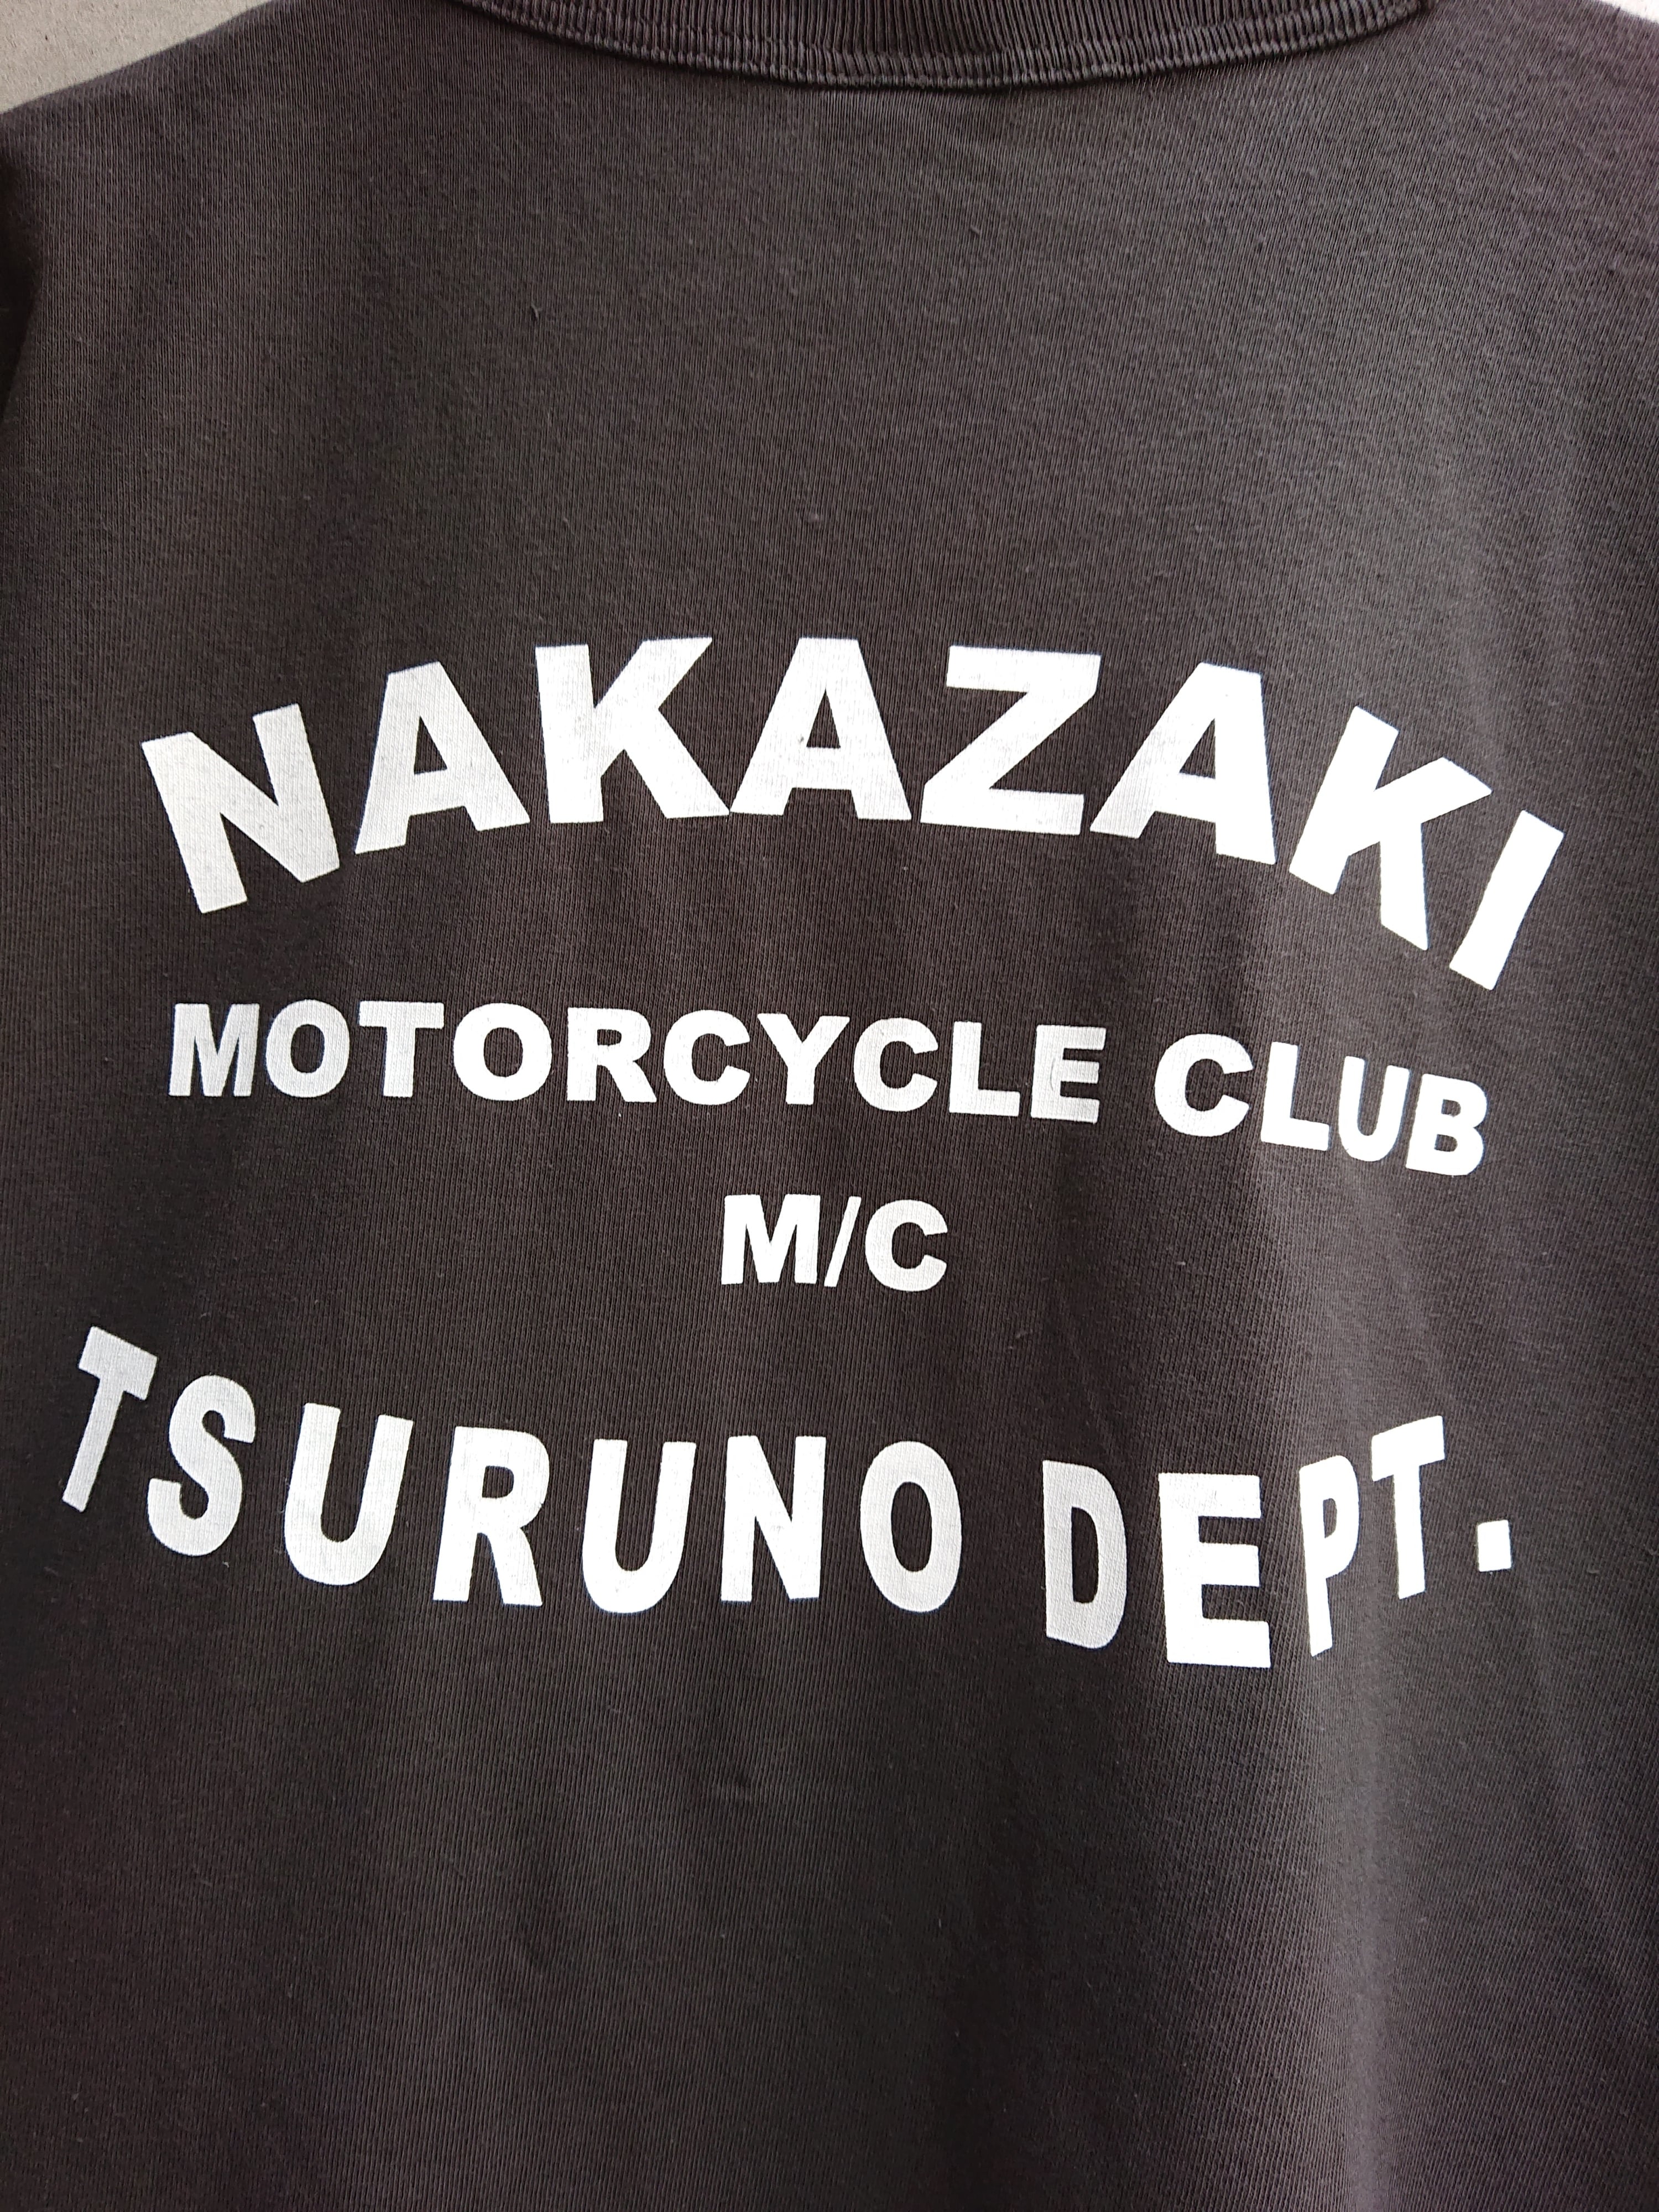 NAKAZAKI
MOTORCYCLE CLUB
M/C
TSURUNO DEPT.